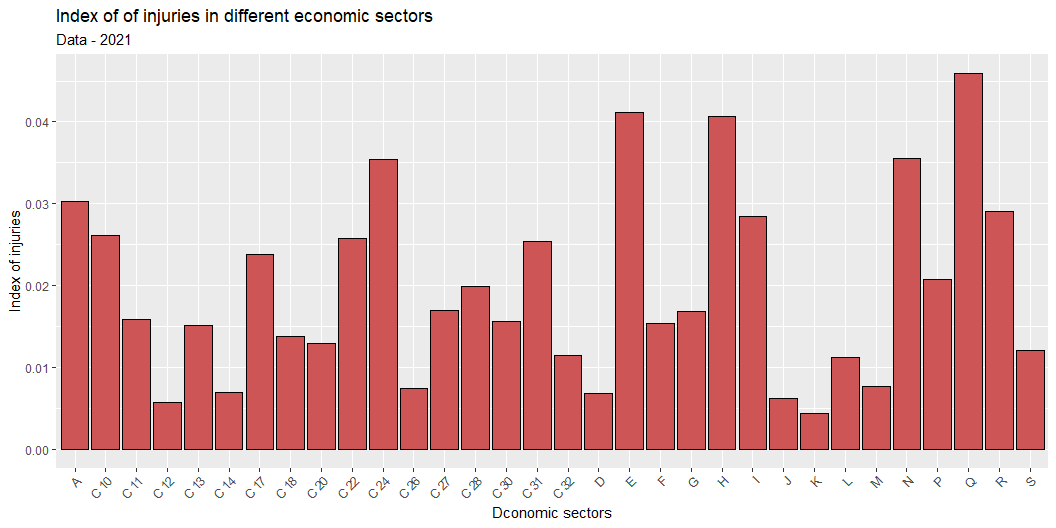 Index of of injuries in different economic sectors
Data - 2021
Index of injuries
0.04
0.03
0.02
0.01
0.00
A C 10 C 11 C 12 C 13 C 14 C 17 C 18 C 20 C 22 C 24 C 26 C 27 C 28 C 30 C 31 C 32 D E F G H I J K L M N P Q R S
Dconomic sectors